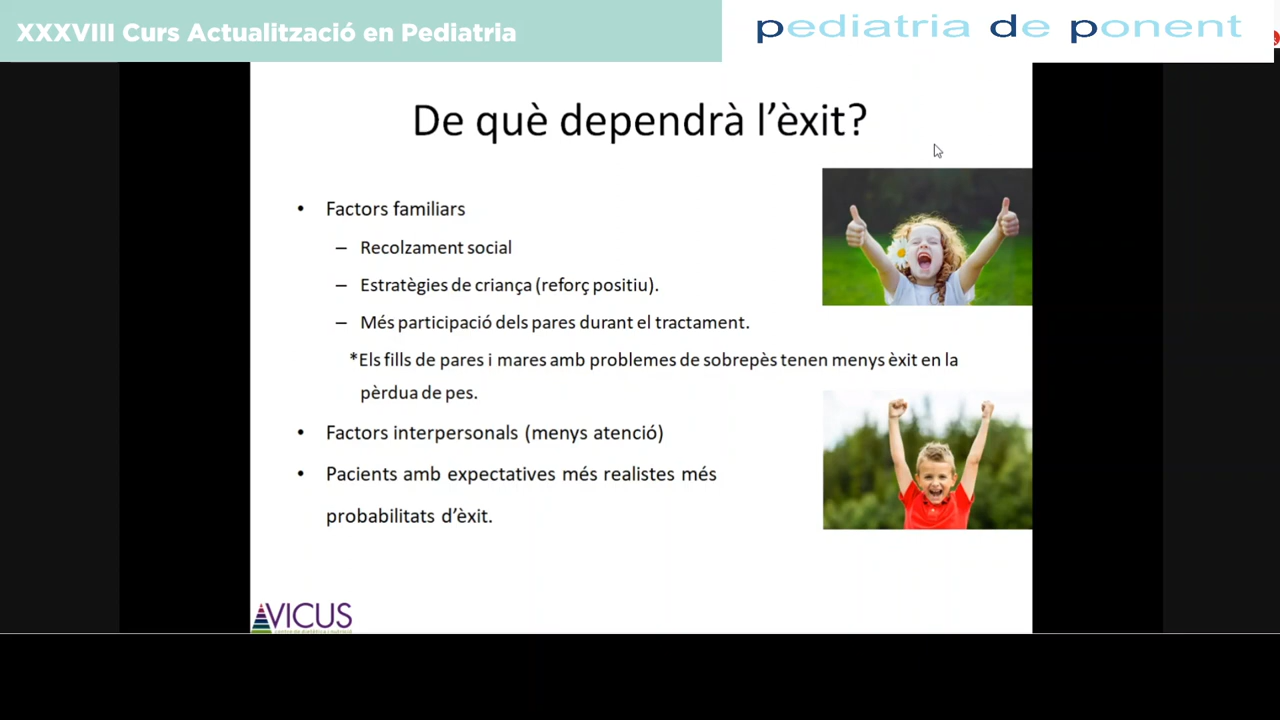 XXXVIII Curs Actualització en Pediatria
pediatria de ponent
De què dependrà l'èxit?
• Factors familiars
– Recolzament social
– Estratègies de criança (reforç positiu).
– Més participació dels pares durant el tractament.
*Els fills de pares i mares amb problemes de sobrepès tenen menys èxit en la
pèrdua de pes.
• Factors interpersonals (menys atenció)
• Pacients amb expectatives més realistes més
probabilitats d'èxit.
VICUS